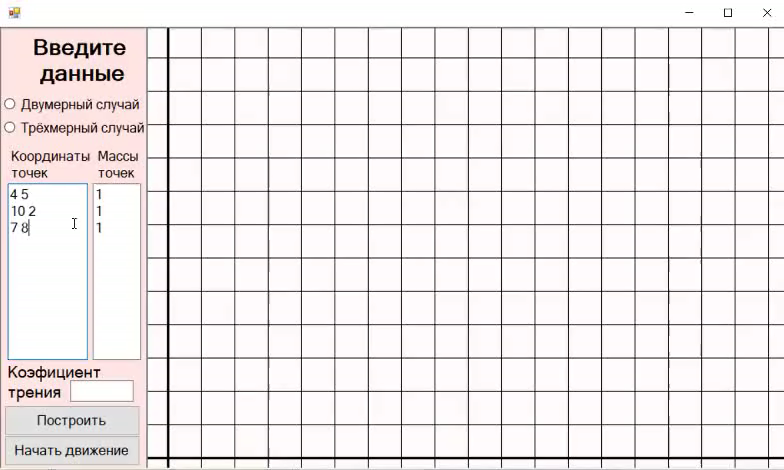 Введите
данные
Двумерный случай
Трёхмерный случай
Координаты Массы
точек точек
4 5 1
10 2 1
7 8 1
Коэфициент
трения
Построить
Начать движение